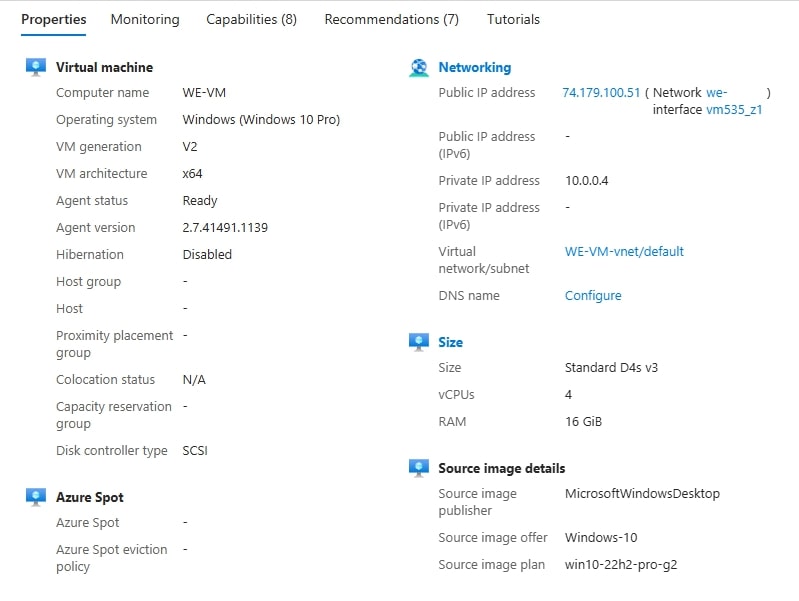 Properties Monitoring Capabilities (8) Recommendations (7) Tutorials
Virtual machine
Computer name WE-VM
Operating system Windows (Windows 10 Pro)
VM generation V2
VM architecture x64
Agent status Ready
Agent version 2.7.41491.1139
Hibernation Disabled
Host group -
Host -
Proximity placement -
group
Colocation status N/A
Capacity reservation -
group
Disk controller type SCSI
Azure Spot
Azure Spot -
Azure Spot eviction -
policy
Networking
Public IP address 74.179.100.51 ( Network we- )
interface vm535_z1
Public IP address -
(IPv6)
Private IP address 10.0.0.4
Private IP address -
(IPv6)
Virtual WE-VM-vnet/default
network/subnet
DNS name Configure
Size
Size Standard D4s v3
vCPUs 4
RAM 16 GiB
Source image details
Source image MicrosoftWindowsDesktop
publisher
Source image offer Windows-10
Source image plan win10-22h2-pro-g2